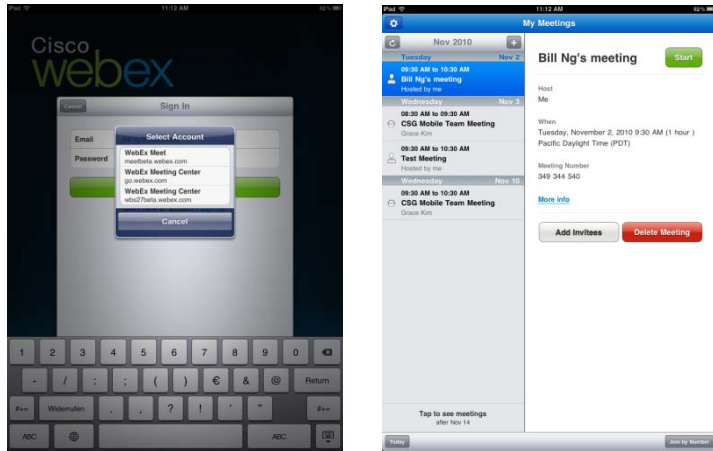 iPad 11:12 AM 82%
Cisco
webex
Cancel Sign In
Email
Password
Select Account
WebEx Meet
meetbeta.webex.com
WebEx Meeting Center
go.webex.com
WebEx Meeting Center
wbs27beta.webex.com
Cancel
1 2 3 4 5 6 7 8 9 0
- / : ; ( ) € & @ Return
#+= Widerrufen . , ? ! ' " #+=
ABC ABC
iPad 11:12 AM 82%
My Meetings
Nov 2010 +
Tuesday Nov 2
09:30 AM to 10:30 AM
Bill Ng's meeting
Hosted by me
Wednesday Nov 3
08:30 AM to 09:30 AM
CSG Mobile Team Meeting
Grace Kim
09:30 AM to 10:30 AM
Test Meeting
Hosted by me
Wednesday Nov 10
09:30 AM to 10:30 AM
CSG Mobile Team Meeting
Grace Kim
Tap to see meetings
after Nov 14
Today
Bill Ng's meeting Start
Host
Me
When
Tuesday, November 2, 2010 9:30 AM (1 hour )
Pacific Daylight Time (PDT)
Meeting Number
349 344 540
More info
Add Invitees Delete Meeting
Join by Number